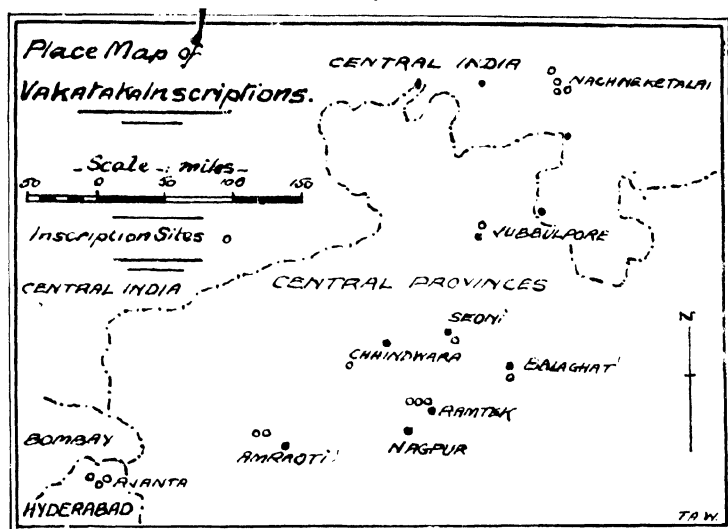 Place Map of
Vakataka Inscriptions.
Scale : miles
50 0 50 100 150
Inscription Sites
CENTRAL INDIA
CENTRAL INDIA
NACHNEKETALAI
JUBBULPORE
CENTRAL PROVINCES
SEONI
CHHINDWARA
BALAGHAT
RAMTEK
NAGPUR
AMRAOTI
BOMBAY
AJANTA
HYDERABAD
N
T.A.W.